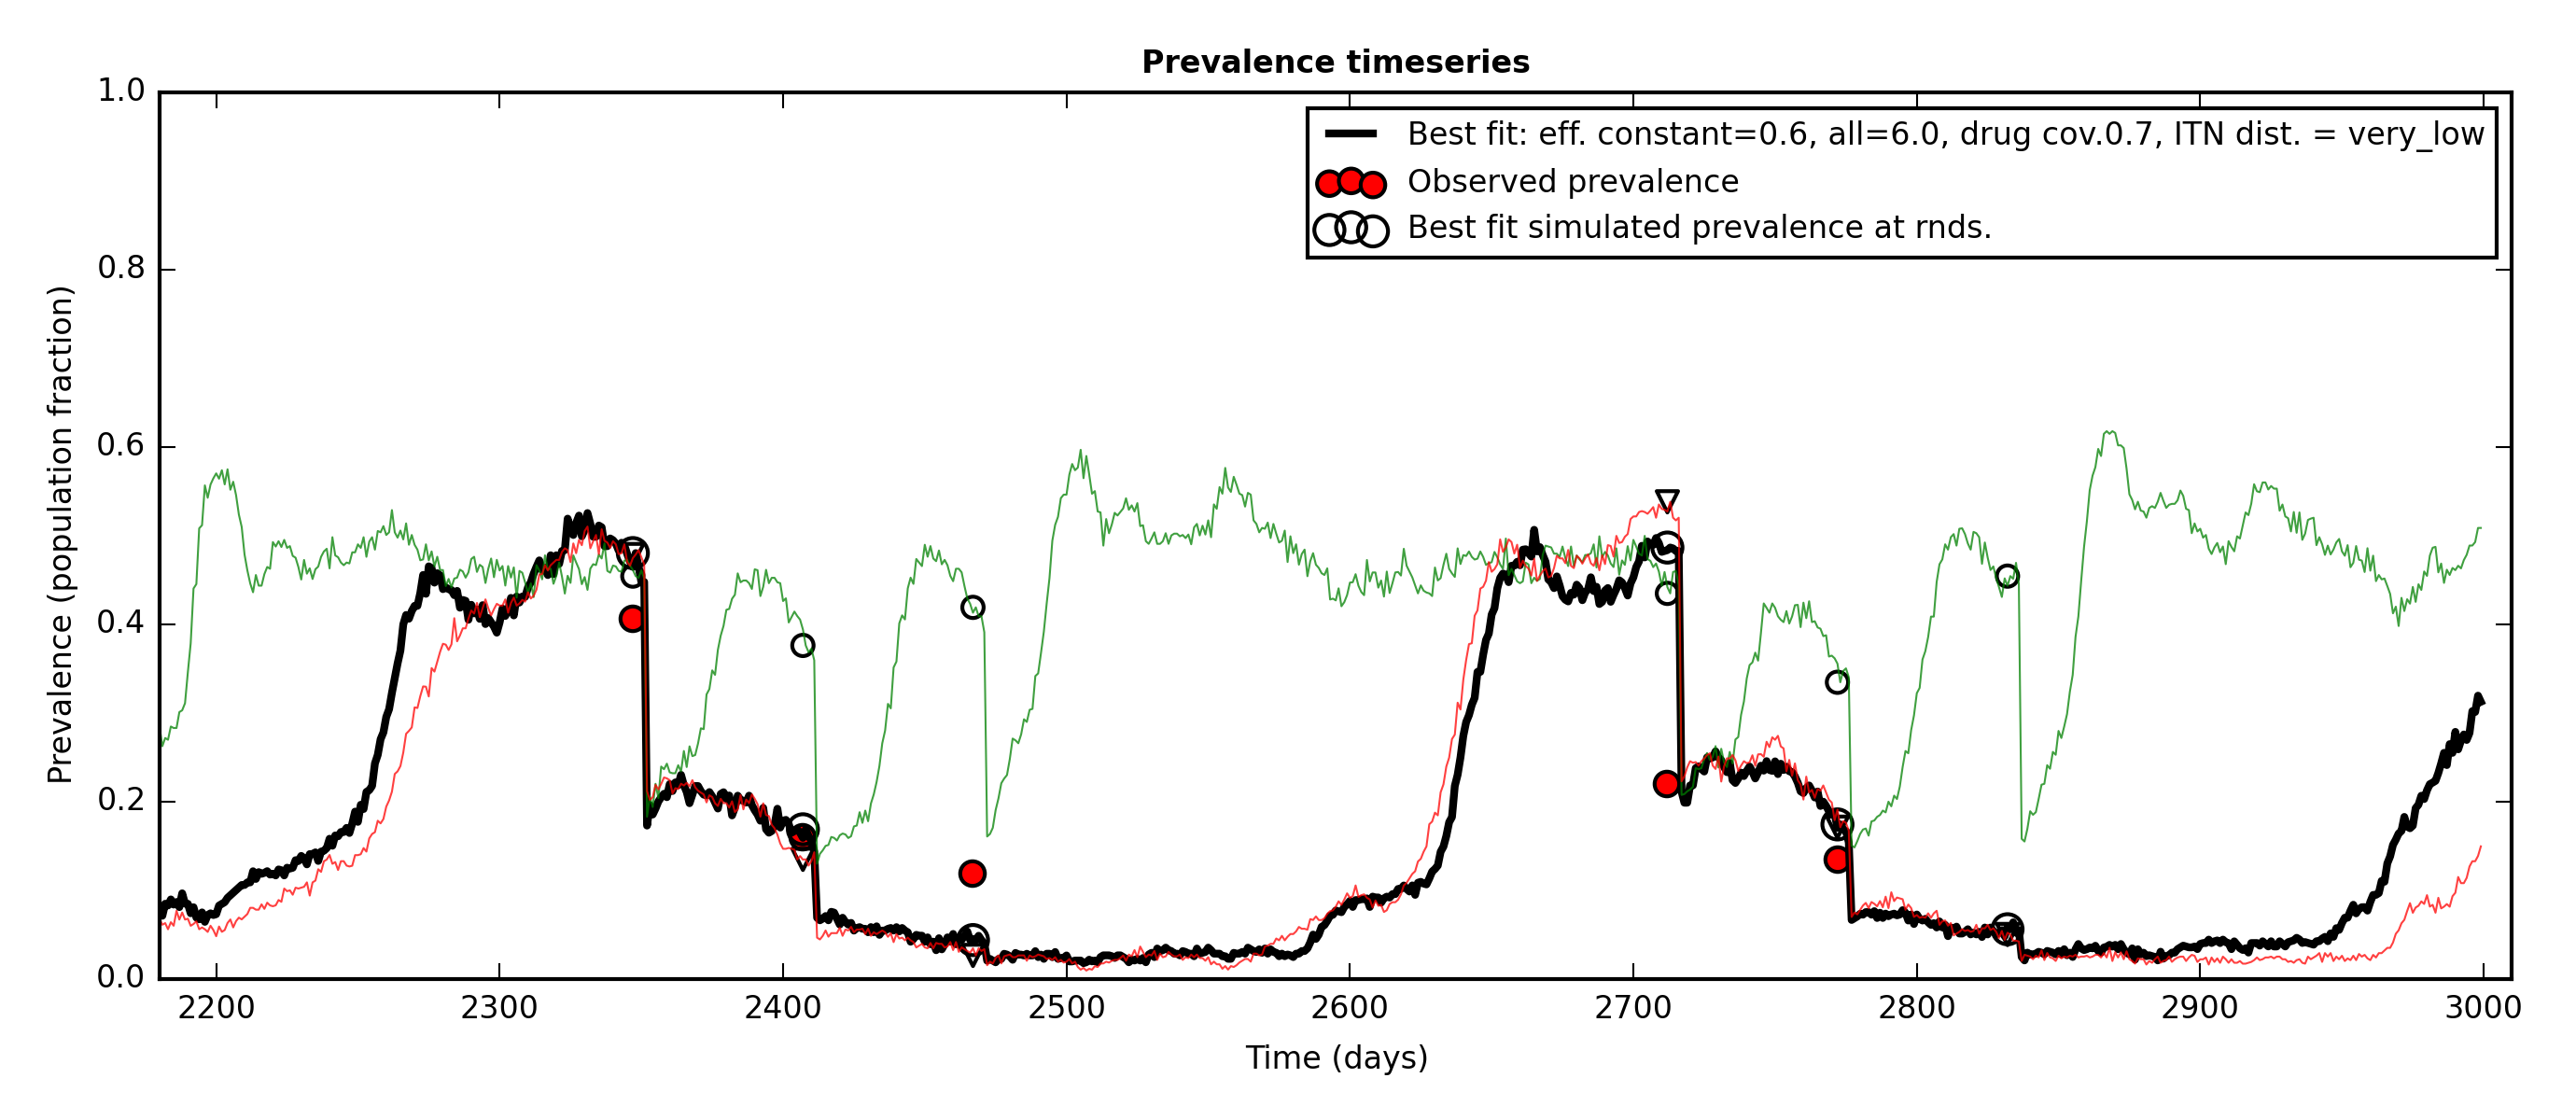 Prevalence timeseries
Best fit: eff. constant=0.6, all=6.0, drug cov.0.7, ITN dist. = very_low
Observed prevalence
Best fit simulated prevalence at rnds.
Prevalence (population fraction)
1.0
0.8
0.6
0.4
0.2
0.0
2200 2300 2400 2500 2600 2700 2800 2900 3000
Time (days)